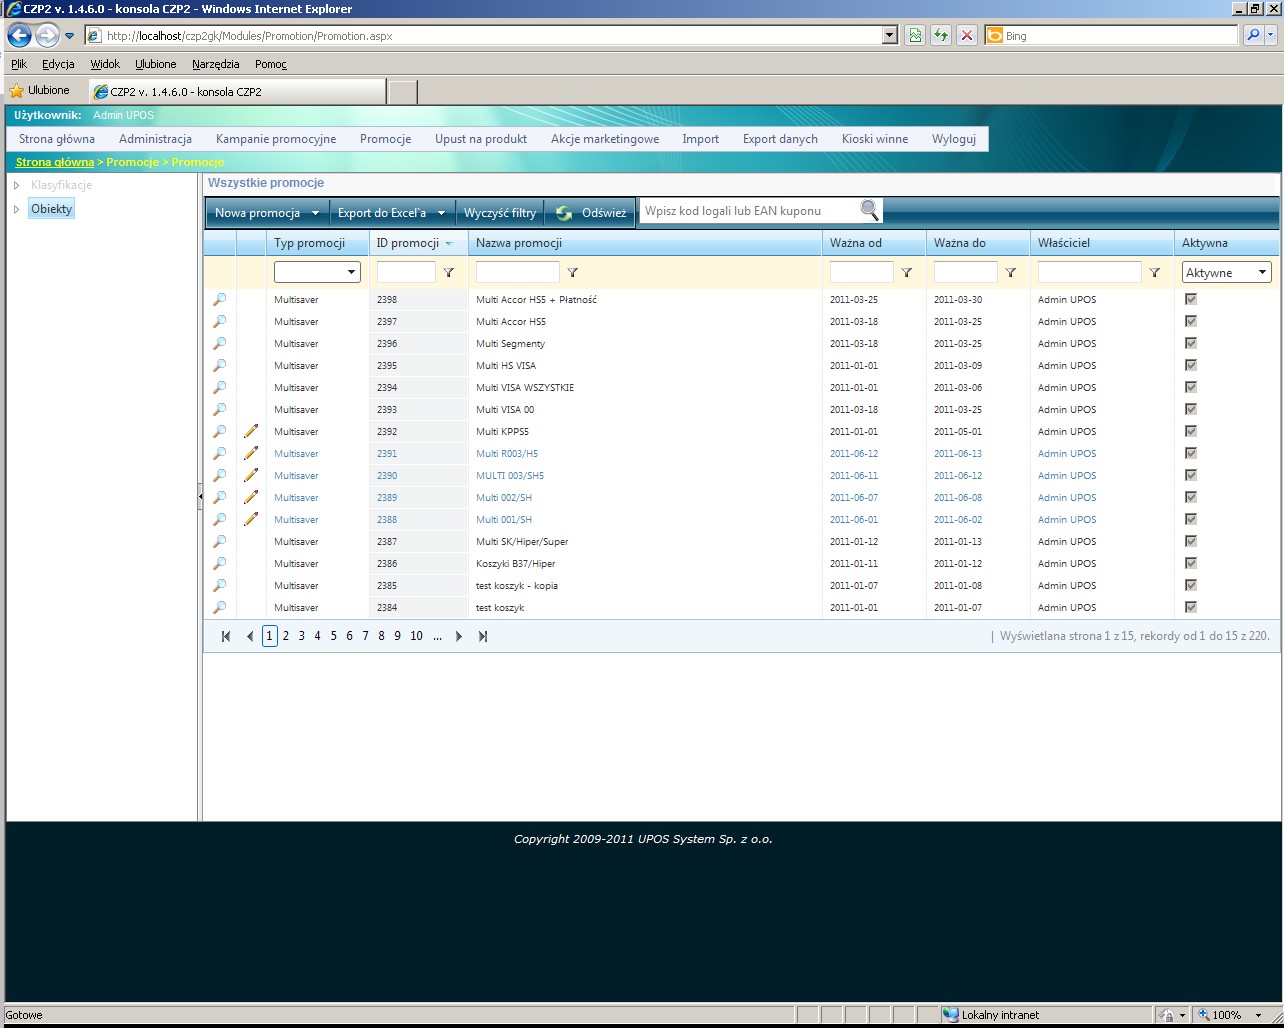 CZP2 v. 1.4.6.0 - konsola CZP2 - Windows Internet Explorer
http://localhost/czp2gk/Modules/Promotion/Promotion.aspx Bing
Plik Edycja Widok Ulubione Narzędzia Pomoc
Ulubione CZP2 v. 1.4.6.0 - konsola CZP2
Użytkownik: Admin UPOS
Strona główna Administracja Kampanie promocyjne Promocje Upust na produkt Akcje marketingowe Import Export danych Kioski winne Wyloguj
Strona główna > Promocje > Promocje
Klasyfikacje
Obiekty
Wszystkie promocje
Nowa promocja Export do Excel`a Wyczyść filtry Odśwież Wpisz kod logali lub EAN kuponu
Typ promocji ID promocji Nazwa promocji Ważna od Ważna do Właściciel Aktywna
Aktywne
Multisaver 2398 Multi Accor HS5 + Płatność 2011-03-25 2011-03-30 Admin UPOS
Multisaver 2397 Multi Accor HS5 2011-03-18 2011-03-25 Admin UPOS
Multisaver 2396 Multi Segmenty 2011-03-18 2011-03-25 Admin UPOS
Multisaver 2395 Multi HS VISA 2011-01-01 2011-03-09 Admin UPOS
Multisaver 2394 Multi VISA WSZYSTKIE 2011-01-01 2011-03-06 Admin UPOS
Multisaver 2393 Multi VISA 00 2011-03-18 2011-03-25 Admin UPOS
Multisaver 2392 Multi KPPS5 2011-01-01 2011-05-01 Admin UPOS
Multisaver 2391 Multi R003/H5 2011-06-12 2011-06-13 Admin UPOS
Multisaver 2390 MULTI 003/SH5 2011-06-11 2011-06-12 Admin UPOS
Multisaver 2389 Multi 002/SH 2011-06-07 2011-06-08 Admin UPOS
Multisaver 2388 Multi 001/SH 2011-06-01 2011-06-02 Admin UPOS
Multisaver 2387 Multi SK/Hiper/Super 2011-01-12 2011-01-13 Admin UPOS
Multisaver 2386 Koszyki B37/Hiper 2011-01-11 2011-01-12 Admin UPOS
Multisaver 2385 test koszyk - kopia 2011-01-07 2011-01-08 Admin UPOS
Multisaver 2384 test koszyk 2011-01-01 2011-01-07 Admin UPOS
1 2 3 4 5 6 7 8 9 10 ... | Wyświetlana strona 1 z 15, rekordy od 1 do 15 z 220.
Copyright 2009-2011 UPOS System Sp. z o.o.
Gotowe Lokalny intranet 100%